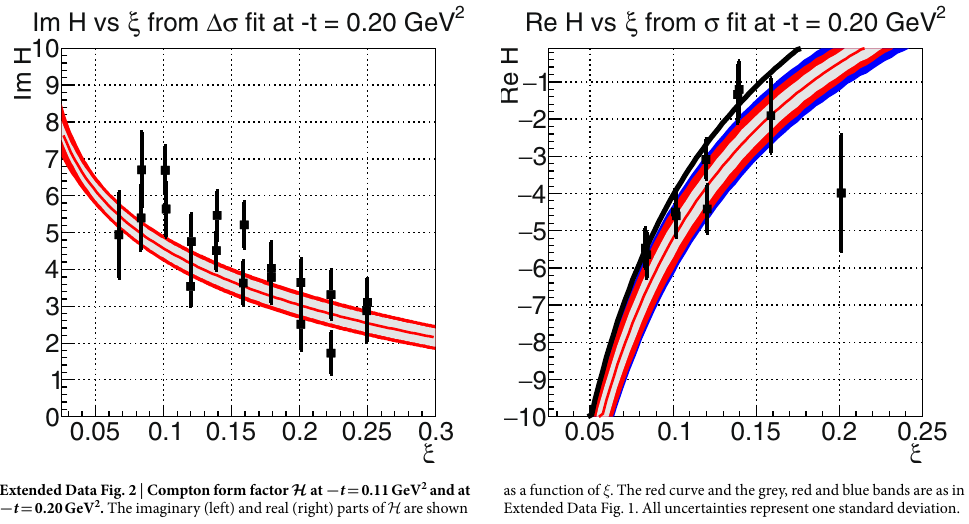 Im H vs ξ from Δσ fit at -t = 0.20 GeV²
Im H
10
9
8
7
6
5
4
3
2
1
0
0.05 0.1 0.15 0.2 0.25 0.3
ξ
Re H vs ξ from σ fit at -t = 0.20 GeV²
Re H
−1
−2
−3
−4
−5
−6
−7
−8
−9
−10
0.05 0.1 0.15 0.2 0.25
ξ
Extended Data Fig. 2 | Compton form factor ℋ at −t = 0.11 GeV² and at
−t = 0.20 GeV². The imaginary (left) and real (right) parts of ℋ are shown
as a function of ξ. The red curve and the grey, red and blue bands are as in
Extended Data Fig. 1. All uncertainties represent one standard deviation.